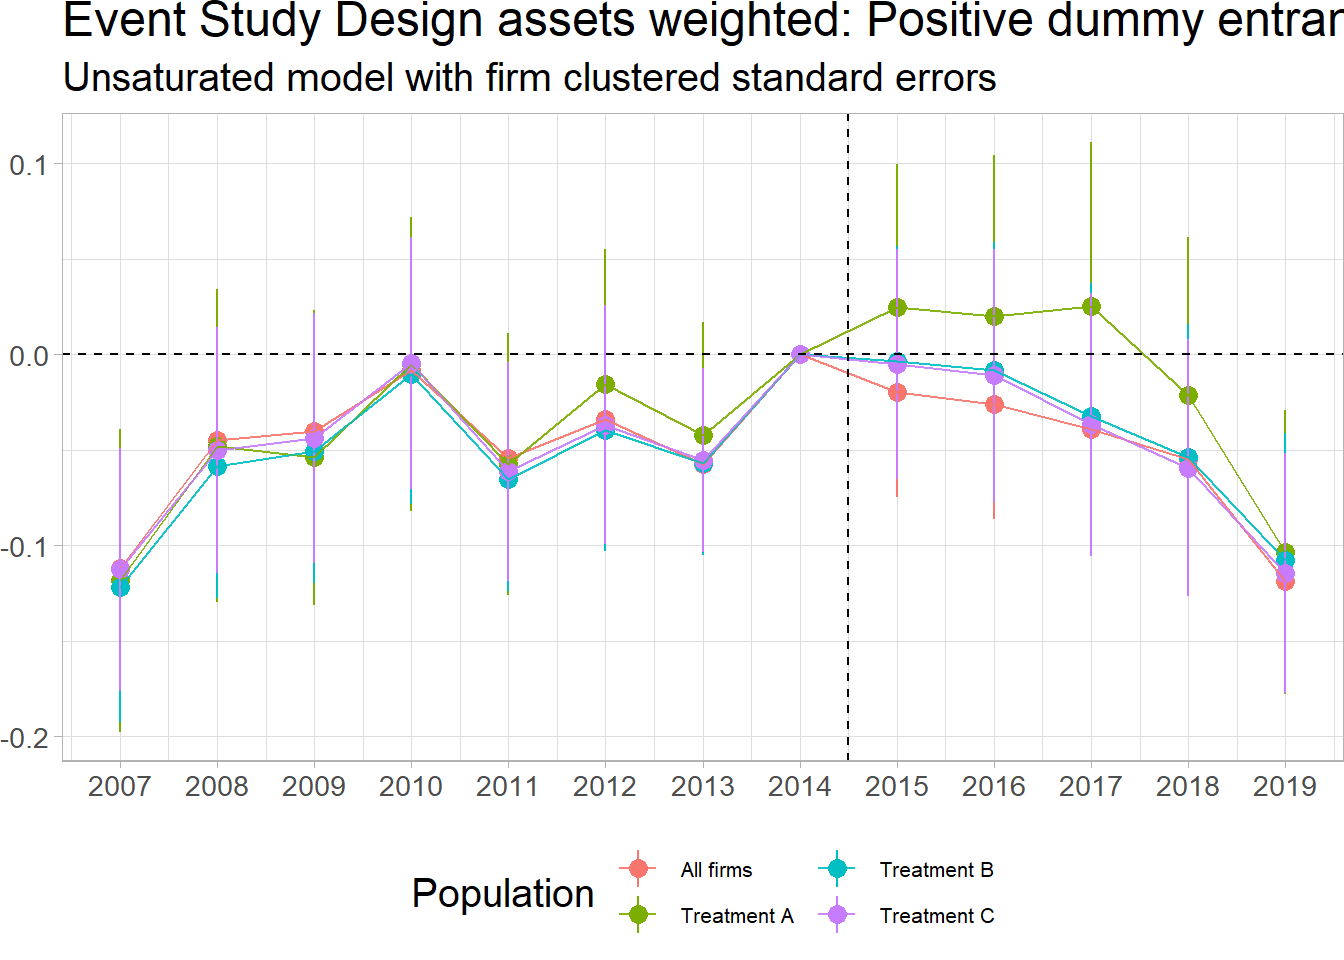 Event Study Design assets weighted: Positive dummy entran
Unsaturated model with firm clustered standard errors
0.1
0.0
-0.1
-0.2
2007 2008 2009 2010 2011 2012 2013 2014 2015 2016 2017 2018 2019
Population
All firms
Treatment A
Treatment B
Treatment C